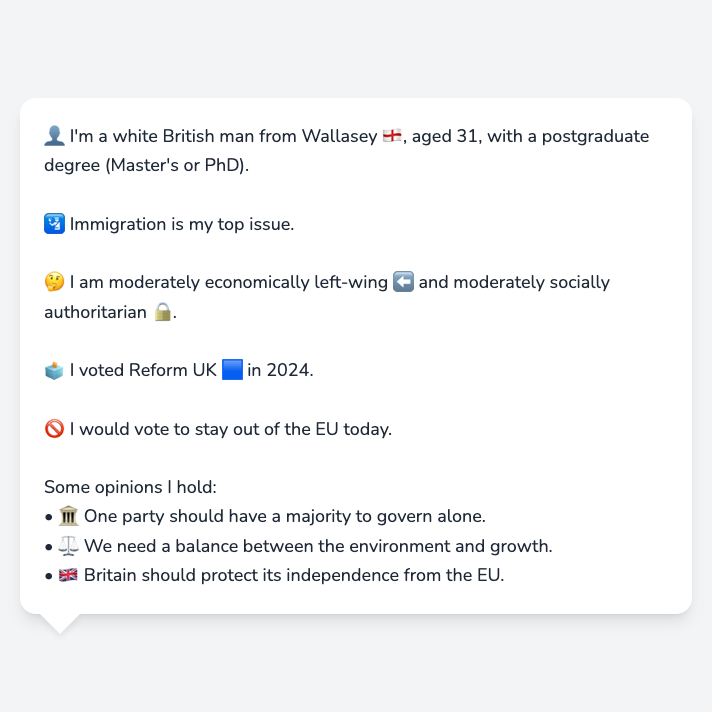 👤 I'm a white British man from Wallasey 🏴󠁧󠁢󠁥󠁮󠁧󠁿, aged 31, with a postgraduate
degree (Master's or PhD).
🛂 Immigration is my top issue.
🤔 I am moderately economically left-wing ⬅️ and moderately socially
authoritarian 🔒.
🗳️ I voted Reform UK 🟦 in 2024.
🚫 I would vote to stay out of the EU today.
Some opinions I hold:
• 🏛️ One party should have a majority to govern alone.
• ⚖️ We need a balance between the environment and growth.
• 🇬🇧 Britain should protect its independence from the EU.